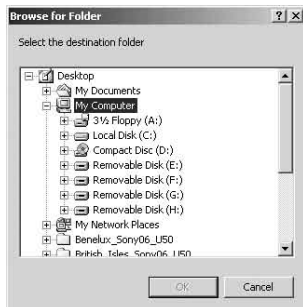 Browse for Folder
Select the destination folder
Desktop
My Documents
My Computer
3½ Floppy (A:)
Local Disk (C:)
Compact Disc (D:)
Removable Disk (E:)
Removable Disk (F:)
Removable Disk (G:)
Removable Disk (H:)
My Network Places
Benelux_Sony06_U50
British_Isles_Sony06_U50
OK
Cancel